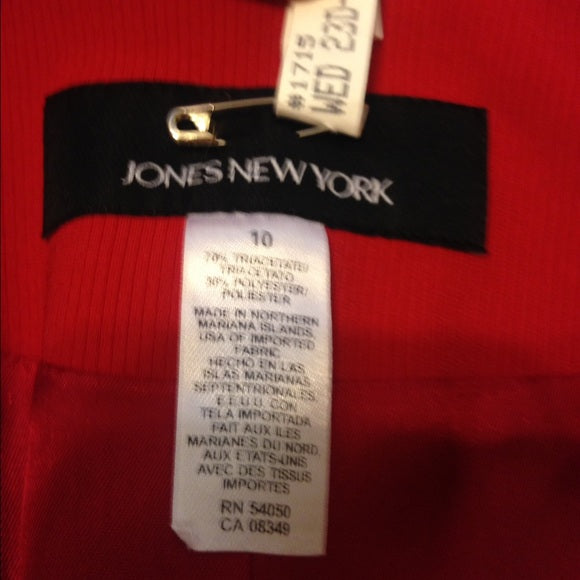 #1715
WED 23D-
JONES NEW YORK
10
70% TRIACETATE/
TRIACETATO
30% POLYESTER/
POLIESTER
MADE IN NORTHERN
MARIANA ISLANDS,
USA OF IMPORTED
FABRIC
HECHO EN LAS
ISLAS MARIANAS
SEPTENTRIONALES,
E.E.U.U. CON
TELA IMPORTADA
FAIT AUX ILES
MARIANES DU NORD,
AUX ETATS-UNIS
AVEC DES TISSUS
IMPORTES
RN 54050
CA 08349